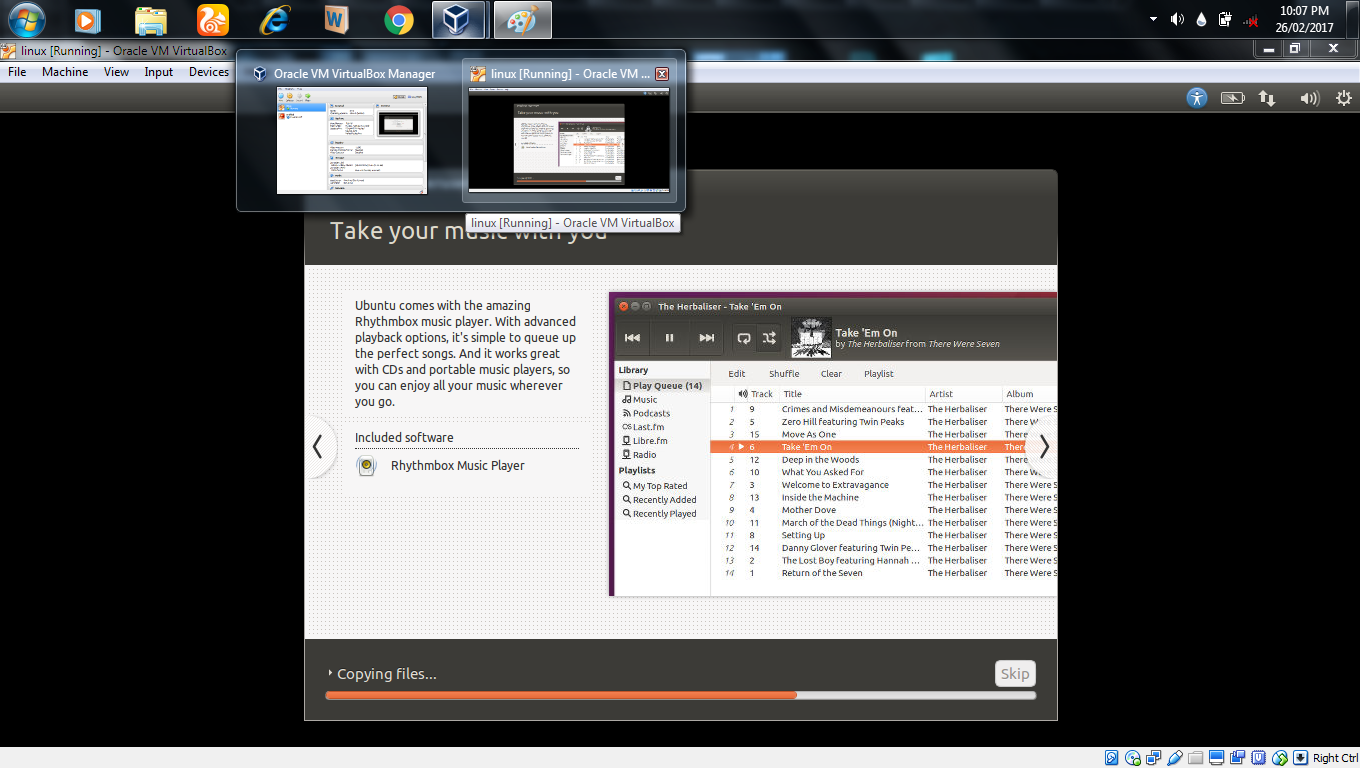 10:07 PM
26/02/2017
linux [Running] - Oracle VM VirtualBox
File Machine View Input Devices
Oracle VM VirtualBox Manager
linux [Running] - Oracle VM ...
linux [Running] - Oracle VM VirtualBox
Take your music with you
Ubuntu comes with the amazing
Rhythmbox music player. With advanced
playback options, it's simple to queue up
the perfect songs. And it works great
with CDs and portable music players, so
you can enjoy all your music wherever
you go.
Included software
Rhythmbox Music Player
The Herbaliser - Take 'Em On
Take 'Em On
by The Herbaliser from There Were Seven
Library
Play Queue (14)
Music
Podcasts
Last.fm
Libre.fm
Radio
Playlists
My Top Rated
Recently Added
Recently Played
Edit Shuffle Clear Playlist
Track Title Artist Album
1 9 Crimes and Misdemeanours feat... The Herbaliser There Were S
2 5 Zero Hill featuring Twin Peaks The Herbaliser There W
3 15 Move As One The Herbaliser There
4 6 Take 'Em On The Herbaliser There
5 12 Deep in the Woods The Herbaliser There
6 10 What You Asked For The Herbaliser There W
7 3 Welcome to Extravagance The Herbaliser There Were S
8 13 Inside the Machine The Herbaliser There Were S
9 4 Mother Dove The Herbaliser There Were S
10 11 March of the Dead Things (Night... The Herbaliser There Were S
11 8 Setting Up The Herbaliser There Were S
12 14 Danny Glover featuring Twin Pe... The Herbaliser There Were S
13 2 The Lost Boy featuring Hannah ... The Herbaliser There Were S
14 1 Return of the Seven The Herbaliser There Were S
Copying files...
Skip
Right Ctrl